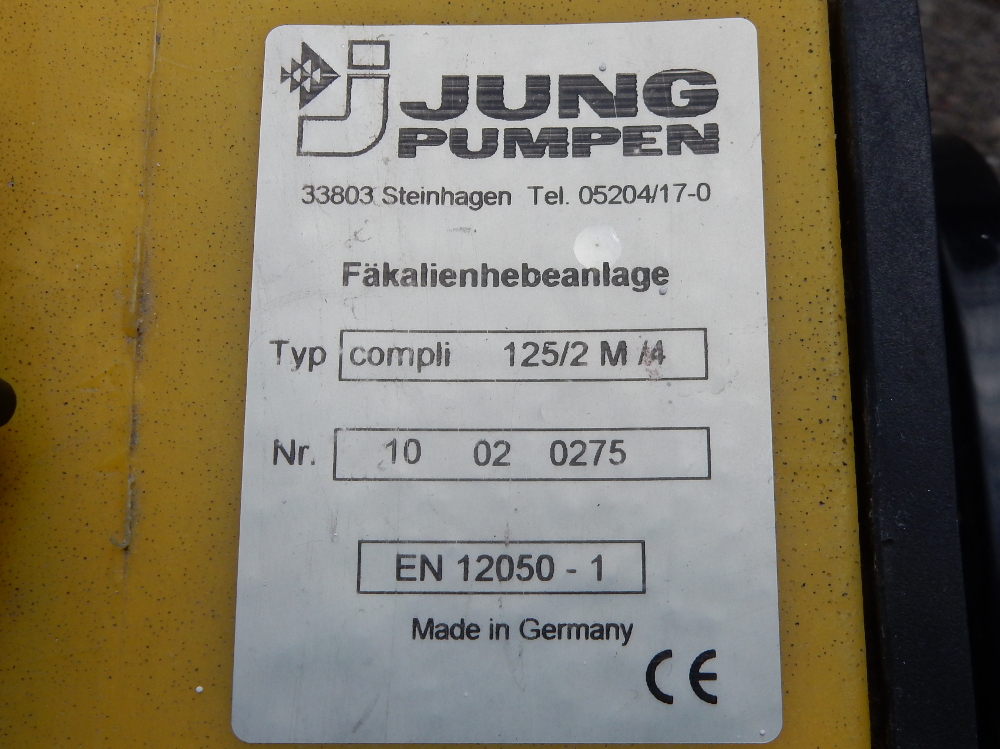 j JUNG
PUMPEN
33803 Steinhagen Tel. 05204/17-0
Fäkalienhebeanlage
Typ compli 125/2 M /4
Nr. 10 02 0275
EN 12050 - 1
Made in Germany
CE